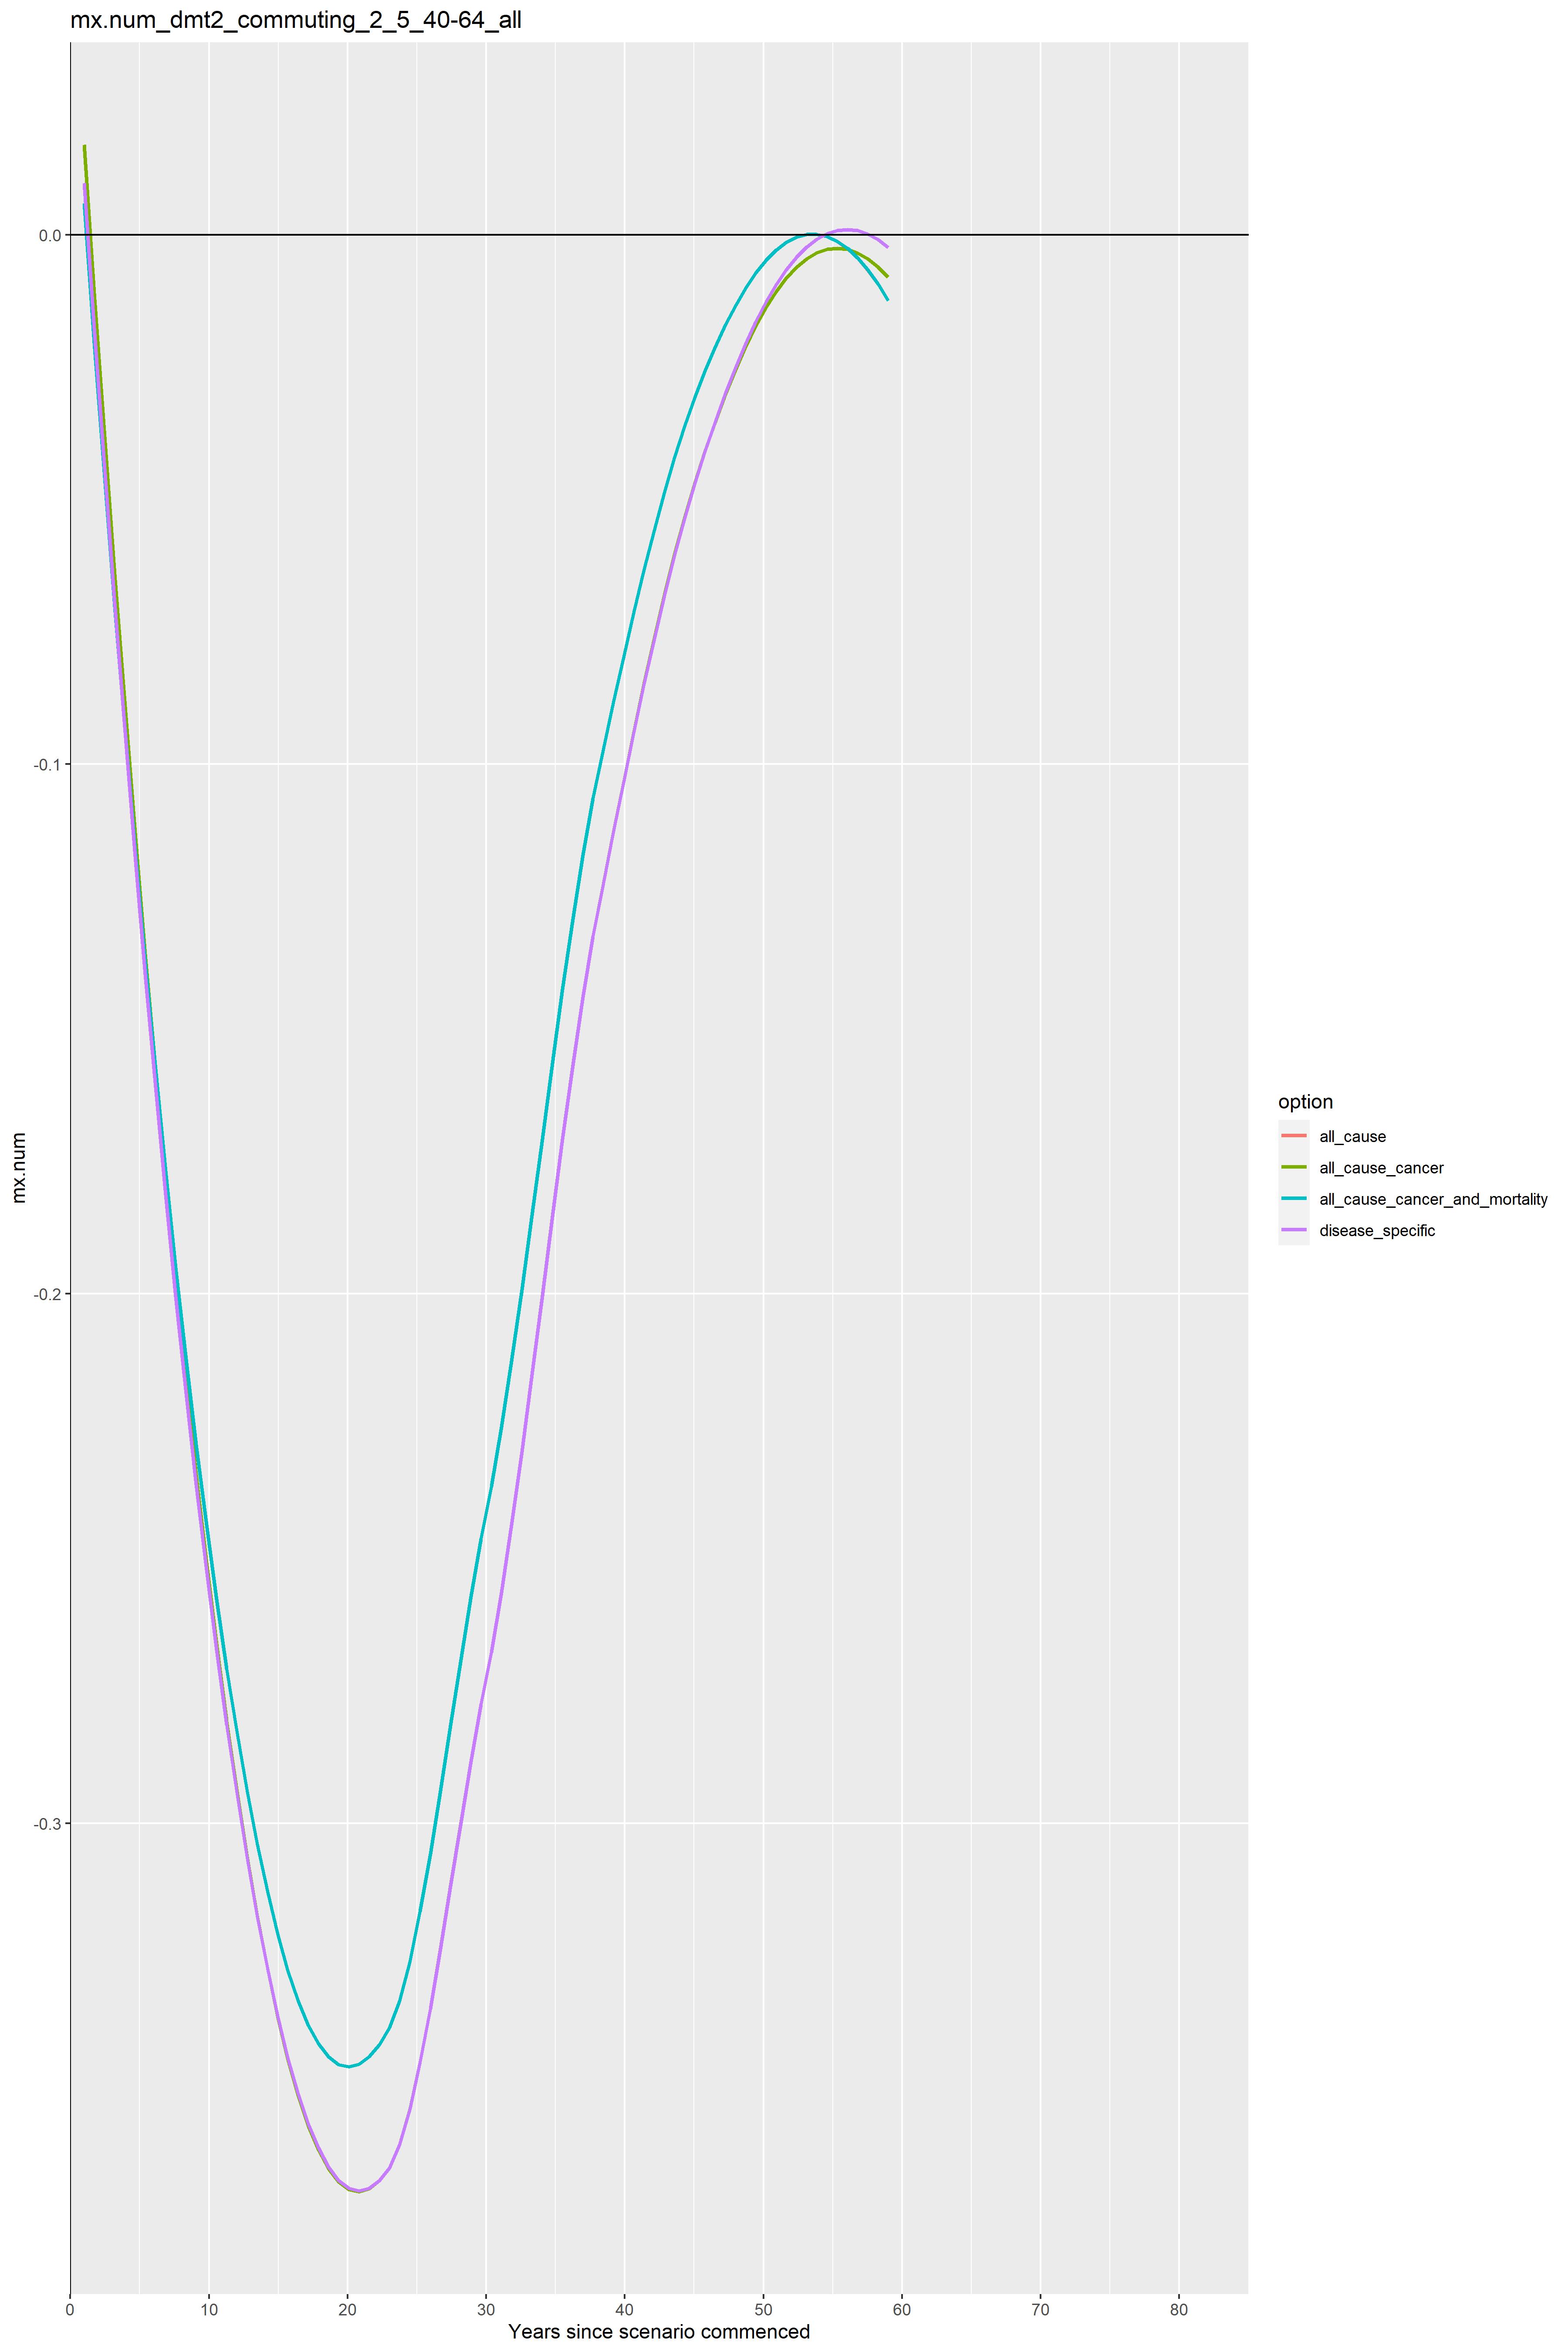 mx.num_dmt2_commuting_2_5_40-64_all
0.0
-0.1
-0.2
-0.3
mx.num
0 10 20 30 40 50 60 70 80
Years since scenario commenced
option
all_cause
all_cause_cancer
all_cause_cancer_and_mortality
disease_specific